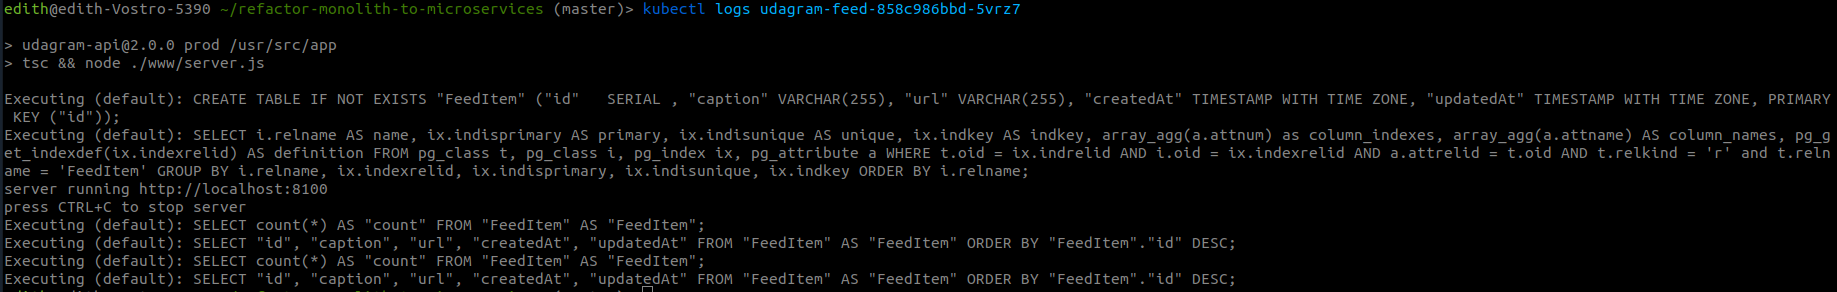 edith@edith-Vostro-5390 ~/refactor-monolith-to-microservices (master)> kubectl logs udagram-feed-858c986bbd-5vrz7
> udagram-api@2.0.0 prod /usr/src/app
> tsc && node ./www/server.js
Executing (default): CREATE TABLE IF NOT EXISTS "FeedItem" ("id"   SERIAL , "caption" VARCHAR(255), "url" VARCHAR(255), "createdAt" TIMESTAMP WITH TIME ZONE, "updatedAt" TIMESTAMP WITH TIME ZONE, PRIMARY
 KEY ("id"));
Executing (default): SELECT i.relname AS name, ix.indisprimary AS primary, ix.indisunique AS unique, ix.indkey AS indkey, array_agg(a.attnum) as column_indexes, array_agg(a.attname) AS column_names, pg_g
et_indexdef(ix.indexrelid) AS definition FROM pg_class t, pg_class i, pg_index ix, pg_attribute a WHERE t.oid = ix.indrelid AND i.oid = ix.indexrelid AND a.attrelid = t.oid AND t.relkind = 'r' and t.reln
ame = 'FeedItem' GROUP BY i.relname, ix.indexrelid, ix.indisprimary, ix.indisunique, ix.indkey ORDER BY i.relname;
server running http://localhost:8100
press CTRL+C to stop server
Executing (default): SELECT count(*) AS "count" FROM "FeedItem" AS "FeedItem";
Executing (default): SELECT "id", "caption", "url", "createdAt", "updatedAt" FROM "FeedItem" AS "FeedItem" ORDER BY "FeedItem"."id" DESC;
Executing (default): SELECT count(*) AS "count" FROM "FeedItem" AS "FeedItem";
Executing (default): SELECT "id", "caption", "url", "createdAt", "updatedAt" FROM "FeedItem" AS "FeedItem" ORDER BY "FeedItem"."id" DESC;